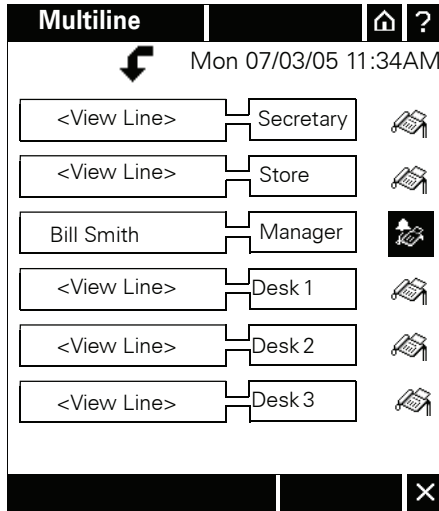 Multiline ?
Mon 07/03/05 11:34AM
<View Line> Secretary
<View Line> Store
Bill Smith Manager
<View Line> Desk 1
<View Line> Desk 2
<View Line> Desk 3